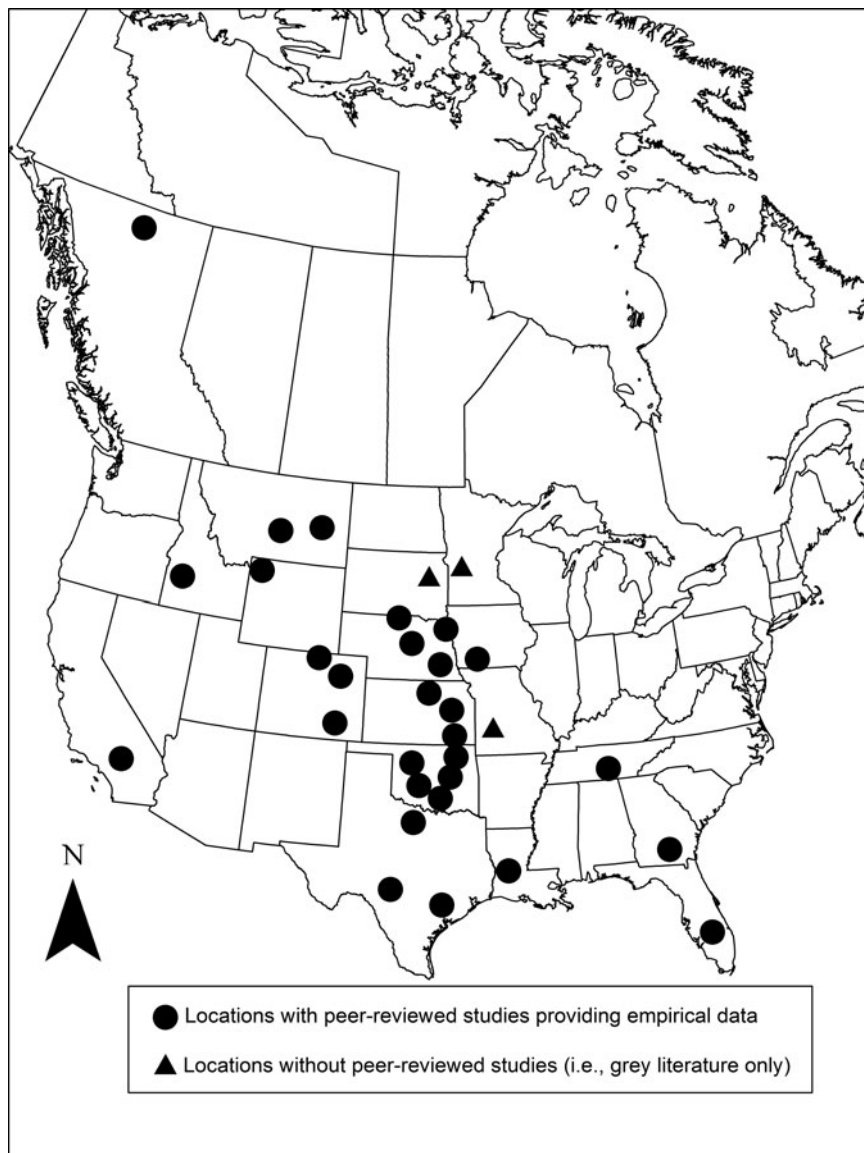 N
Locations with peer-reviewed studies providing empirical data
Locations without peer-reviewed studies (i.e., grey literature only)